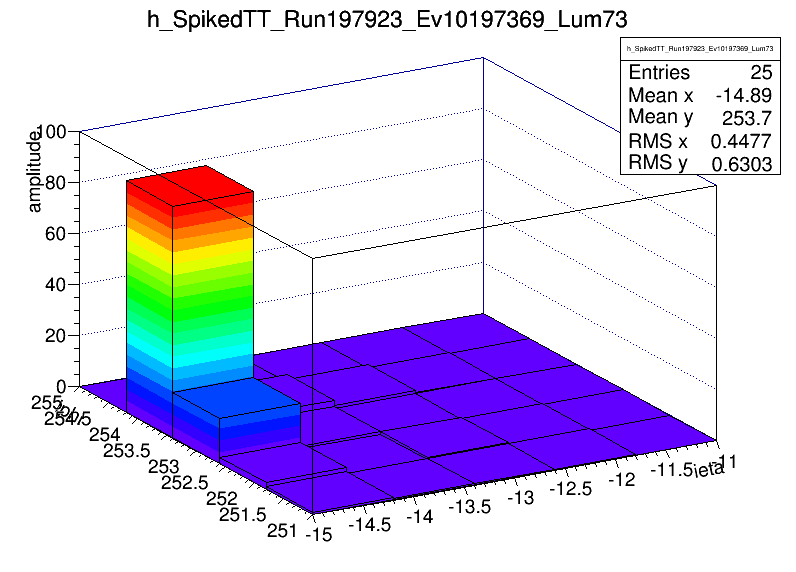 h_SpikedTT_Run197923_Ev10197369_Lum73
h_SpikedTT_Run197923_Ev10197369_Lum73
Entries 25
Mean x -14.89
Mean y 253.7
RMS x 0.4477
RMS y 0.6303
amplitude
100
80
60
40
20
0
255
254.5
254
253.5
253
252.5
252
251.5
251
-15
-14.5
-14
-13.5
-13
-12.5
-12
-11.5
-11
ieta